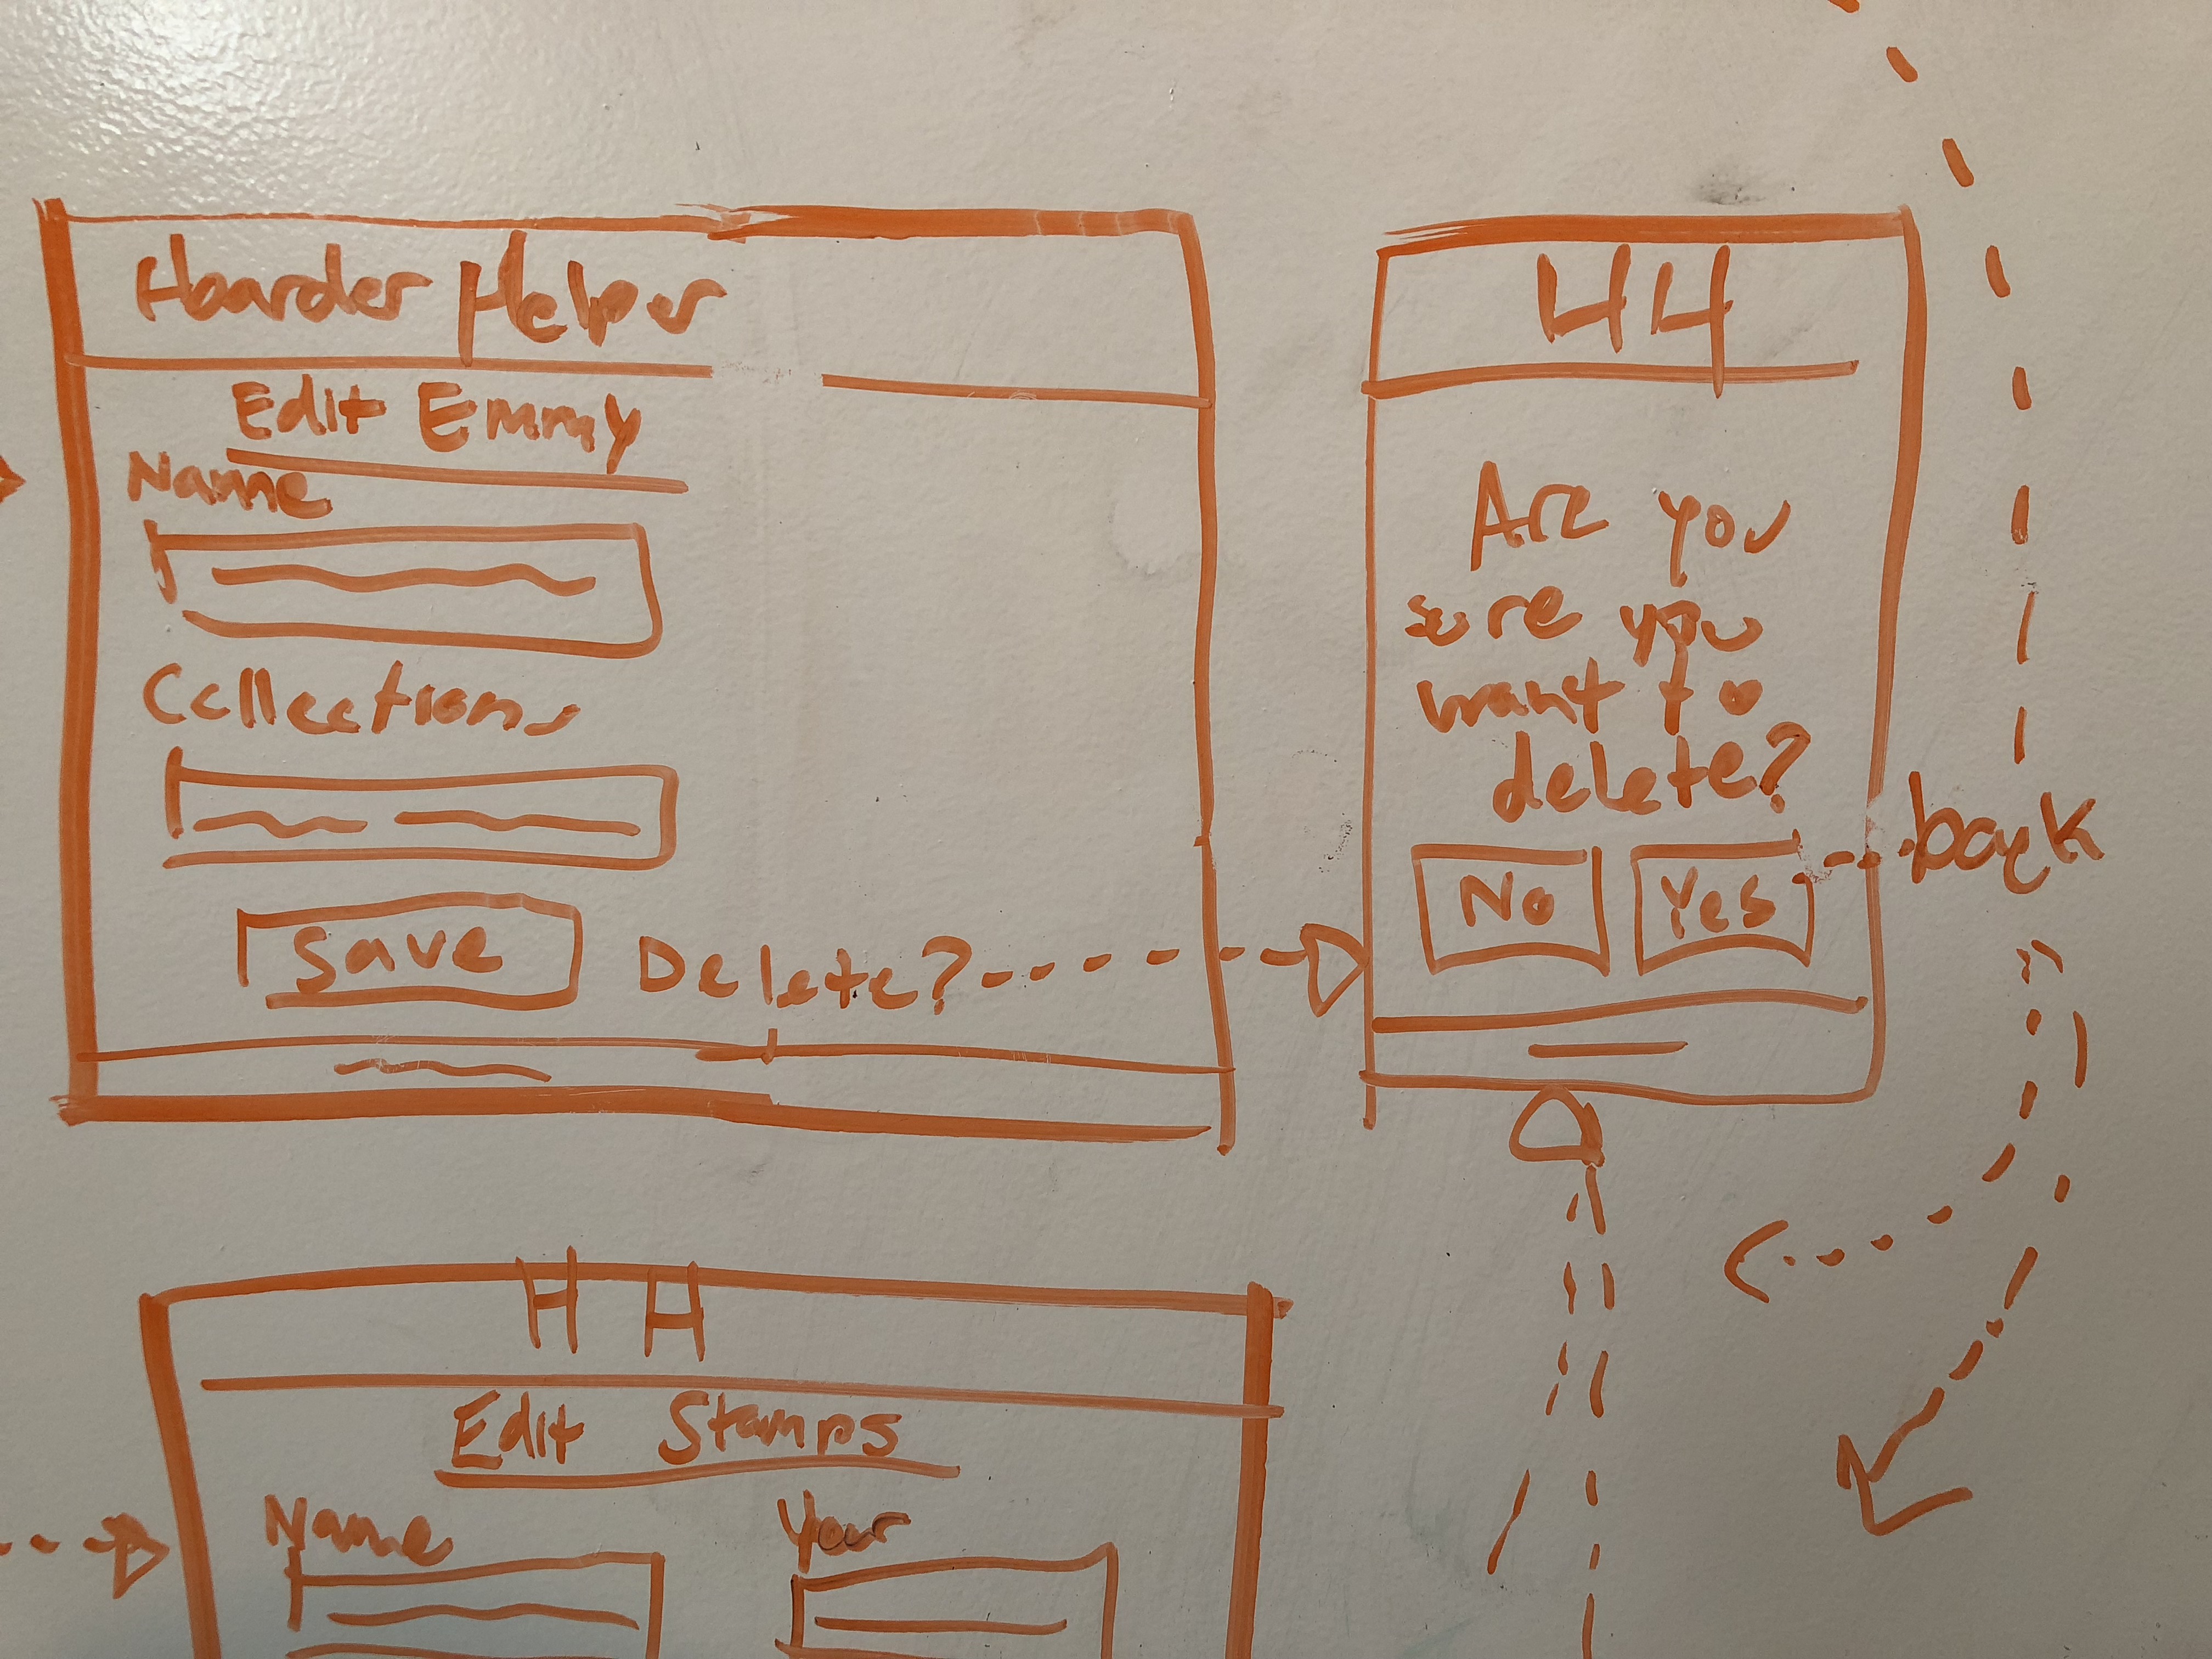 Hoarder Helper
Edit Emmy
Name
Collections
Save
Delete?
HH
Are you
sure you
want to
delete?
No
Yes
back
HH
Edit Stamps
Name
Year